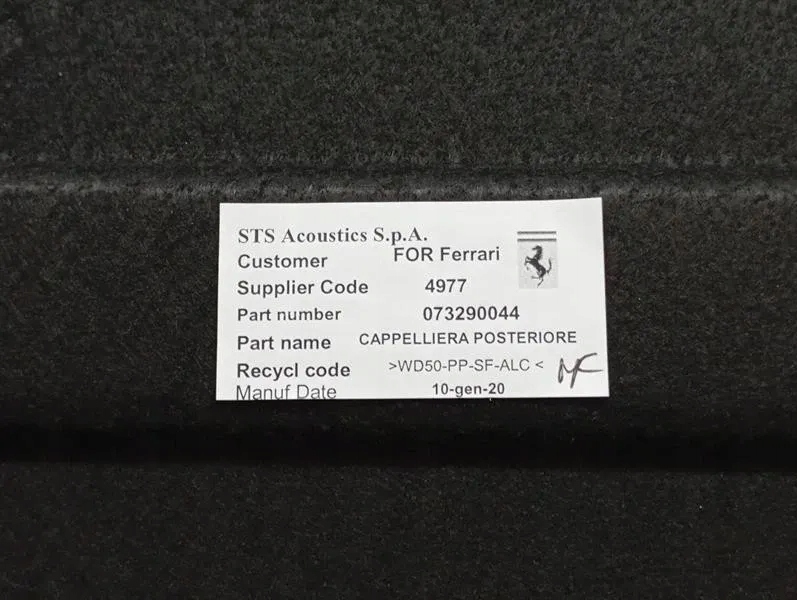 STS Acoustics S.p.A.
Customer FOR Ferrari
Supplier Code 4977
Part number 073290044
Part name CAPPELLIERA POSTERIORE
Recycl code >WD50-PP-SF-ALC <
Manuf Date 10-gen-20